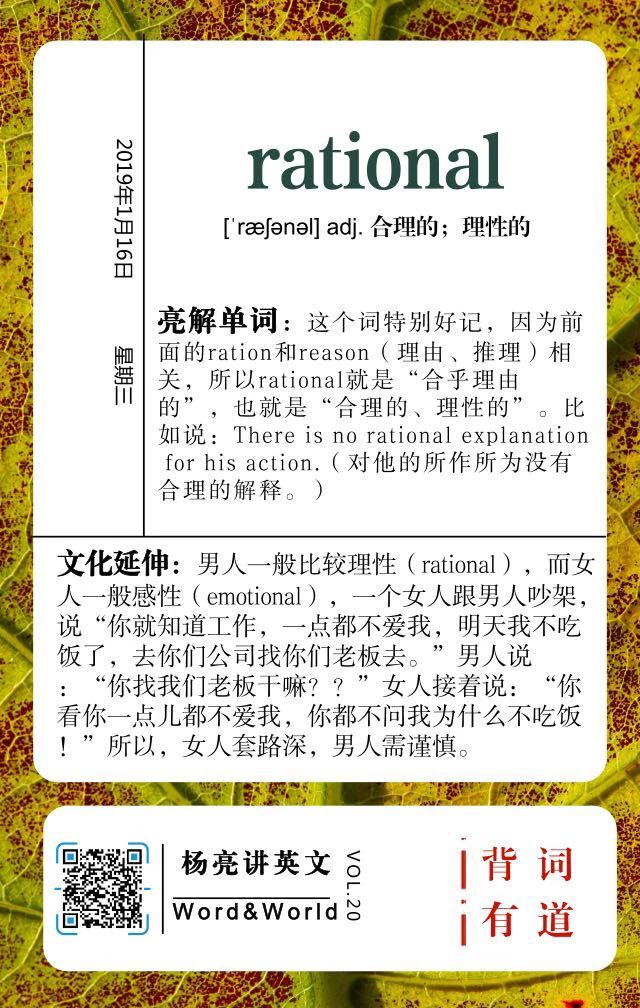 2019年1月16日 星期三
rational
[ˈræʃənəl] adj. 合理的；理性的
亮解单词：这个词特别好记，因为前
面的ration和reason（理由、推理）相
关，所以rational就是“合乎理由
的”，也就是“合理的、理性的”。比
如说：There is no rational explanation
for his action.（对他的所作所为没有
合理的解释。）
文化延伸：男人一般比较理性（rational），而女
人一般感性（emotional），一个女人跟男人吵架，
说“你就知道工作，一点都不爱我，明天我不吃
饭了，去你们公司找你们老板去。”男人说
：“你找我们老板干嘛？？”女人接着说：“你
看你一点儿都不爱我，你都不问我为什么不吃饭
！”所以，女人套路深，男人需谨慎。
杨亮讲英文
Word&World
VOL.20
背词
有道